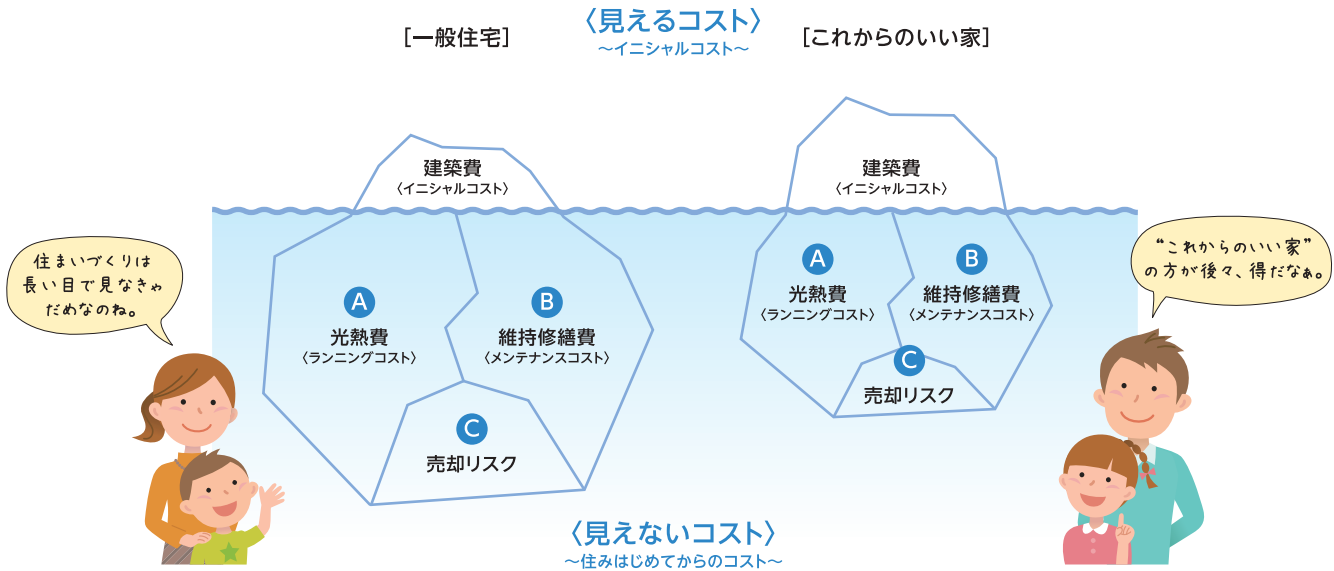 〈見えるコスト〉
～イニシャルコスト～
[一般住宅]
[これからのいい家]
建築費
〈イニシャルコスト〉
建築費
〈イニシャルコスト〉
住まいづくりは
長い目で見なきゃ
だめなのね。
A
光熱費
〈ランニングコスト〉
B
維持修繕費
〈メンテナンスコスト〉
C
売却リスク
A
光熱費
〈ランニングコスト〉
B
維持修繕費
〈メンテナンスコスト〉
C
売却リスク
“これからのいい家”
の方が後々、得だなぁ。
〈見えないコスト〉
～住みはじめてからのコスト～